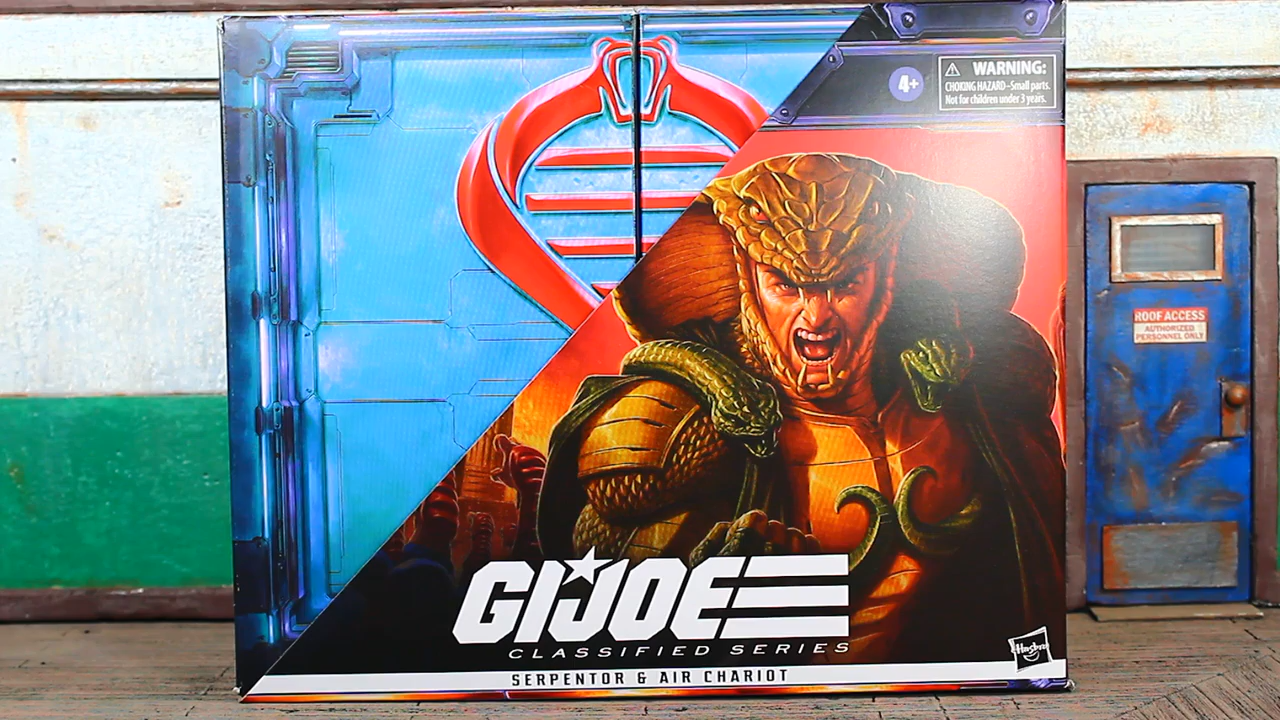 4+
WARNING:
CHOKING HAZARD–Small parts.
Not for children under 3 years.
ROOF ACCESS
AUTHORIZED
PERSONNEL ONLY
GIJOE
CLASSIFIED SERIES
Hasbro
SERPENTOR & AIR CHARIOT